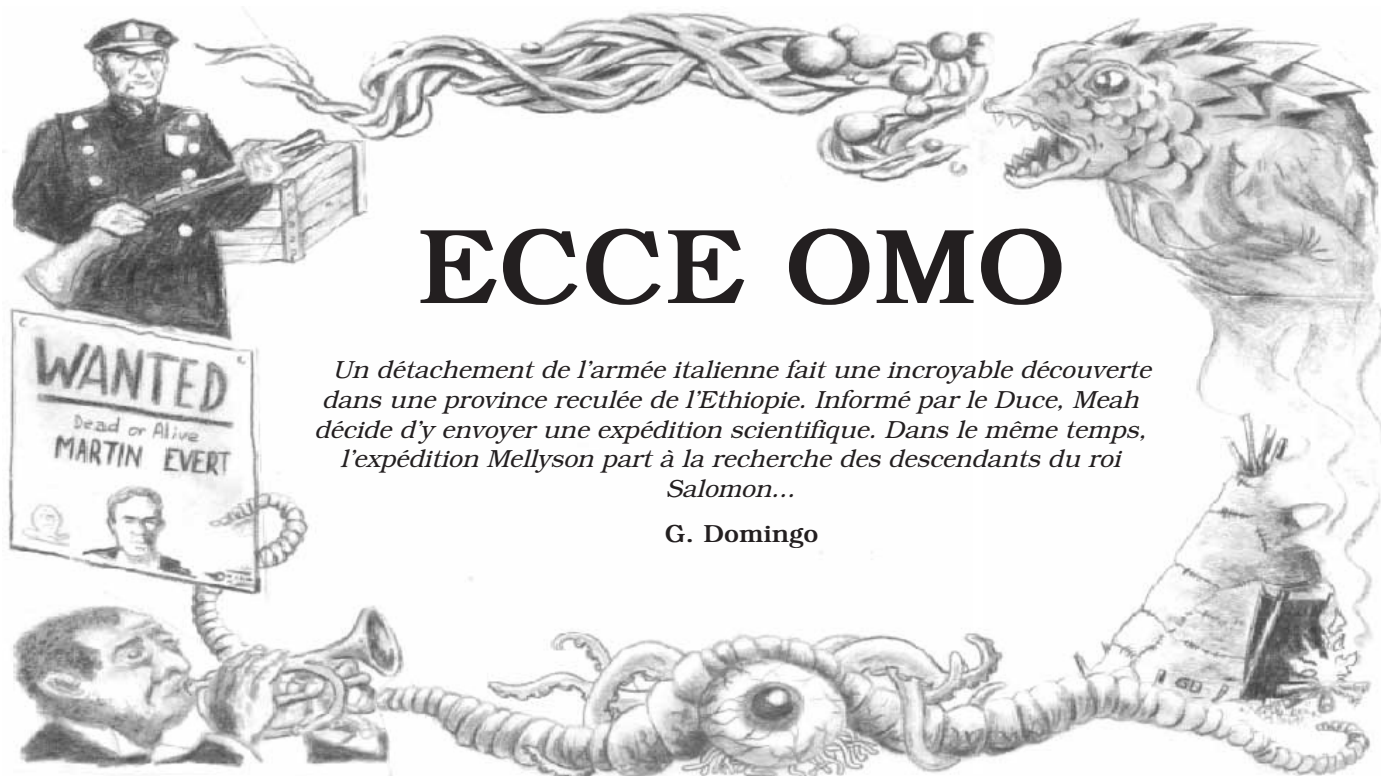 ECCE OMO
Un détachement de l'armée italienne fait une incroyable découverte
dans une province reculée de l'Ethiopie. Informé par le Duce, Meah
décide d'y envoyer une expédition scientifique. Dans le même temps,
l'expédition Mellyson part à la recherche des descendants du roi
Salomon...
G. Domingo
WANTED
Dead or Alive
MARTIN EVERT
GD